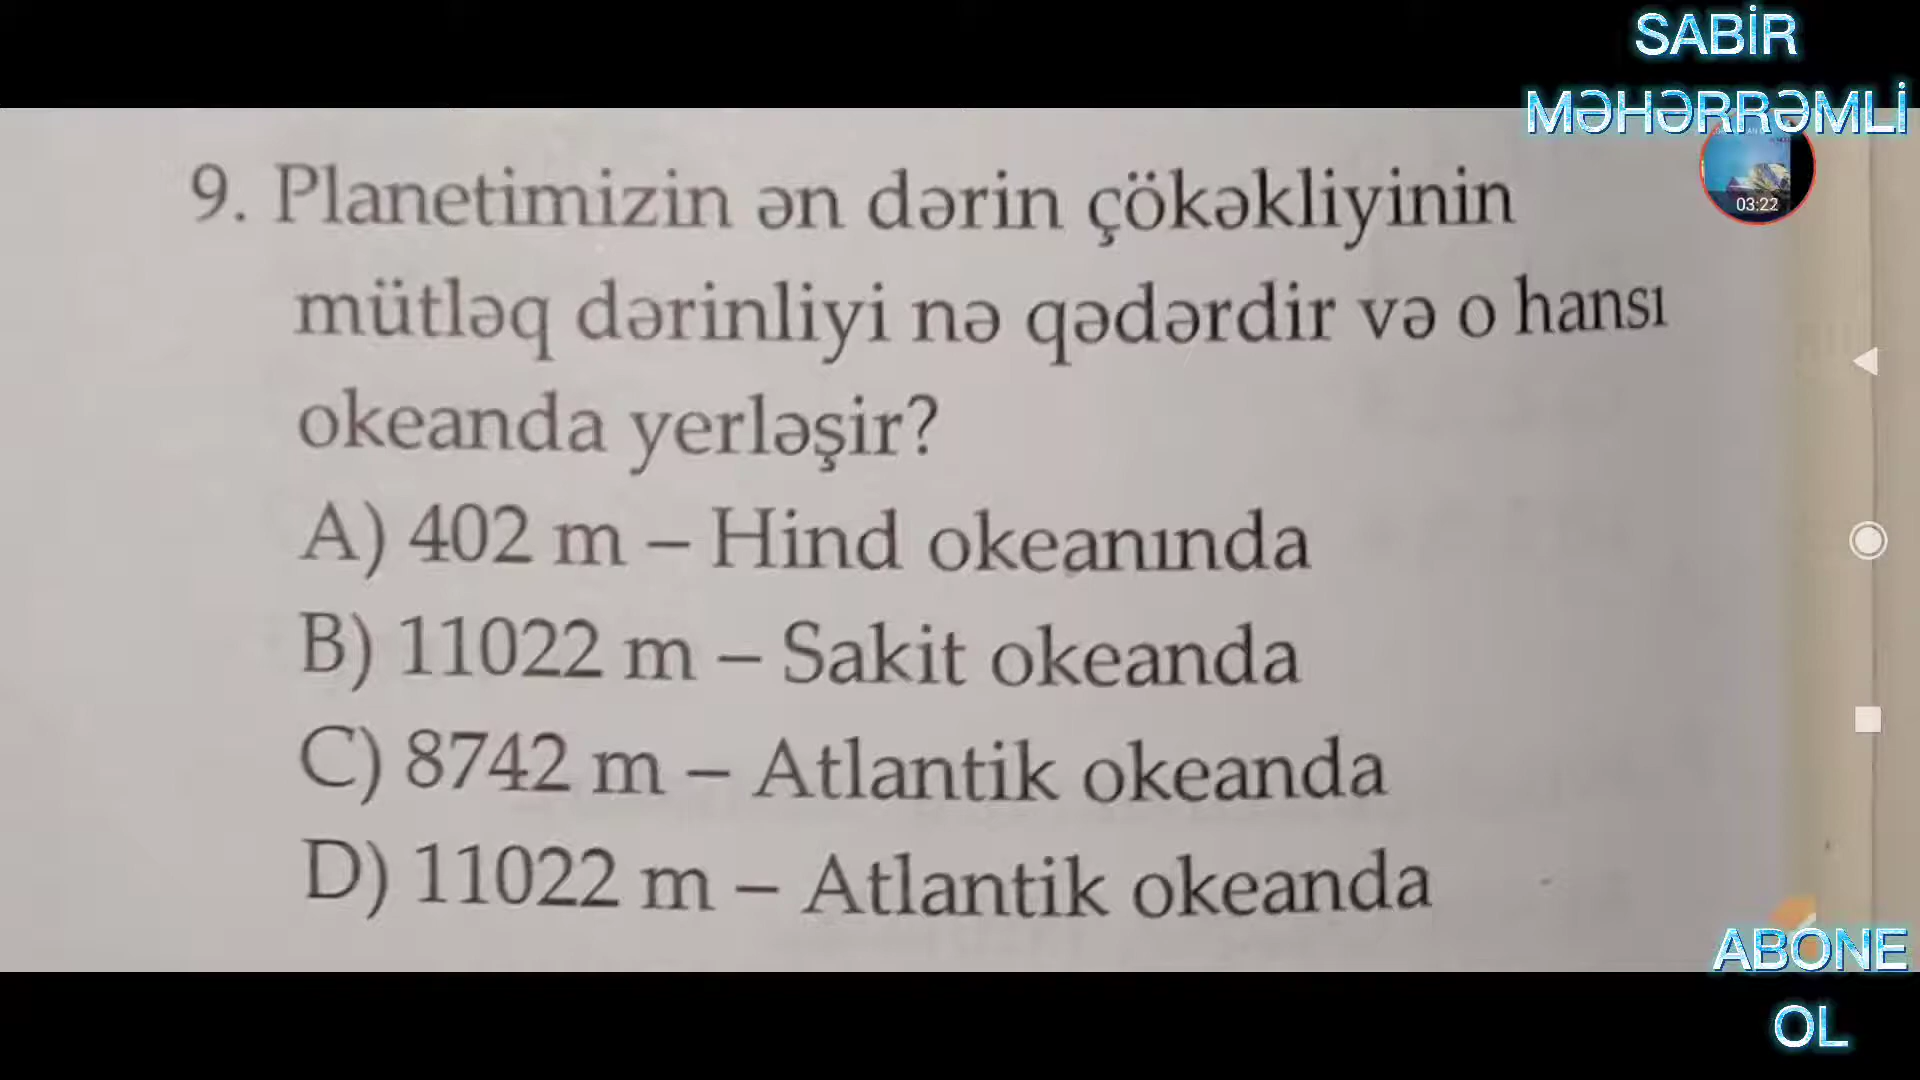 SABİR
MƏHƏRRƏMLİ
03:22
9. Planetimizin ən dərin çökəkliyinin
mütləq dərinliyi nə qədərdir və o hansı
okeanda yerləşir?
A) 402 m – Hind okeanında
B) 11022 m – Sakit okeanda
C) 8742 m – Atlantik okeanda
D) 11022 m – Atlantik okeanda
ABONE
OL